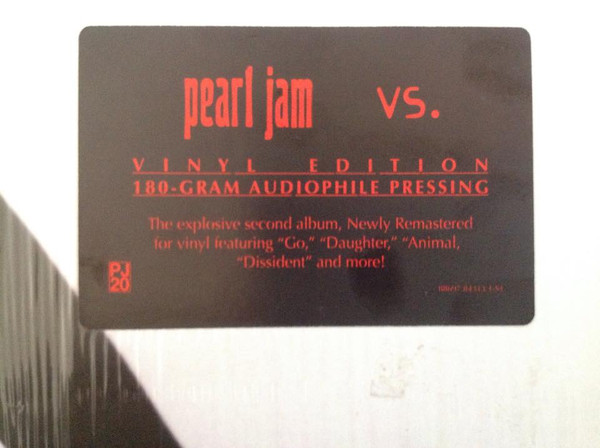 pearl jam vs.
VINYL EDITION
180-GRAM AUDIOPHILE PRESSING
The explosive second album, Newly Remastered
for vinyl featuring “Go,” “Daughter,” “Animal,
“Dissident” and more!
PJ
20